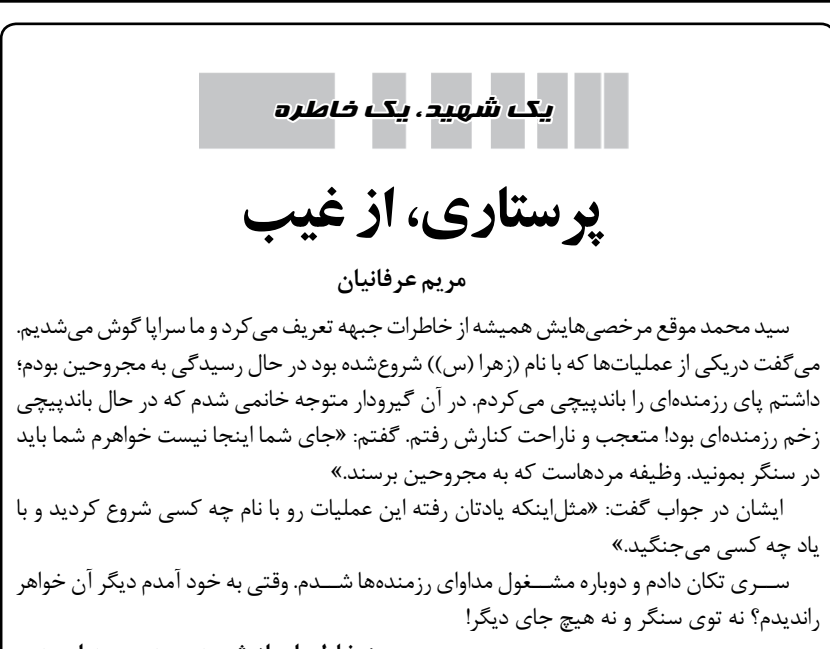 یک شهید، یک خاطره
پرستاری، از غیب
مریم عرفانیان
سید محمد موقع مرخصی‌هایش همیشه از خاطرات جبهه تعریف می‌کرد و ما سراپا گوش می‌شدیم.
می‌گفت دریکی از عملیات‌ها که با نام (زهرا (س)) شروع‌شده بود در حال رسیدگی به مجروحین بودم؛
داشتم پای رزمنده‌ای را باندپیچی می‌کردم. در آن گیرودار متوجه خانمی شدم که در حال باندپیچی
زخم رزمنده‌ای بود! متعجب و ناراحت کنارش رفتم. گفتم: «جای شما اینجا نیست خواهرم شما باید
در سنگر بمونید. وظیفه مردهاست که به مجروحین برسند.»
ایشان در جواب گفت: «مثل‌اینکه یادتان رفته این عملیات رو با نام چه کسی شروع کردید و با
یاد چه کسی می‌جنگید.»
سری تکان دادم و دوباره مشغول مداوای رزمنده‌ها شدم. وقتی به خود آمدم دیگر آن خواهر
راندیدم؟ نه توی سنگر و نه هیچ جای دیگر!